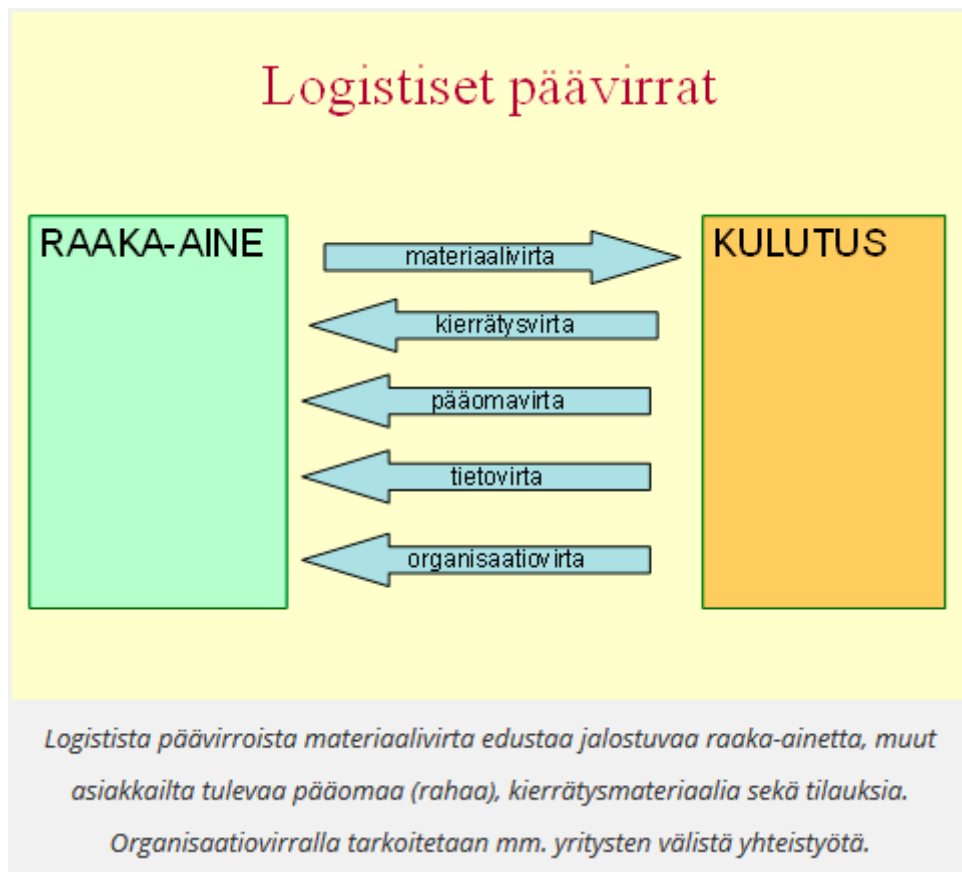 Logistiset päävirrat
RAAKA-AINE
KULUTUS
materiaalivirta
kierrätysvirta
pääomavirta
tietovirta
organisaatiovirta
Logistista päävirroista materiaalivirta edustaa jalostuvaa raaka-ainetta, muut
asiakkailta tulevaa pääomaa (rahaa), kierrätysmateriaalia sekä tilauksia.
Organisaatiovirralla tarkoitetaan mm. yritysten välistä yhteistyötä.